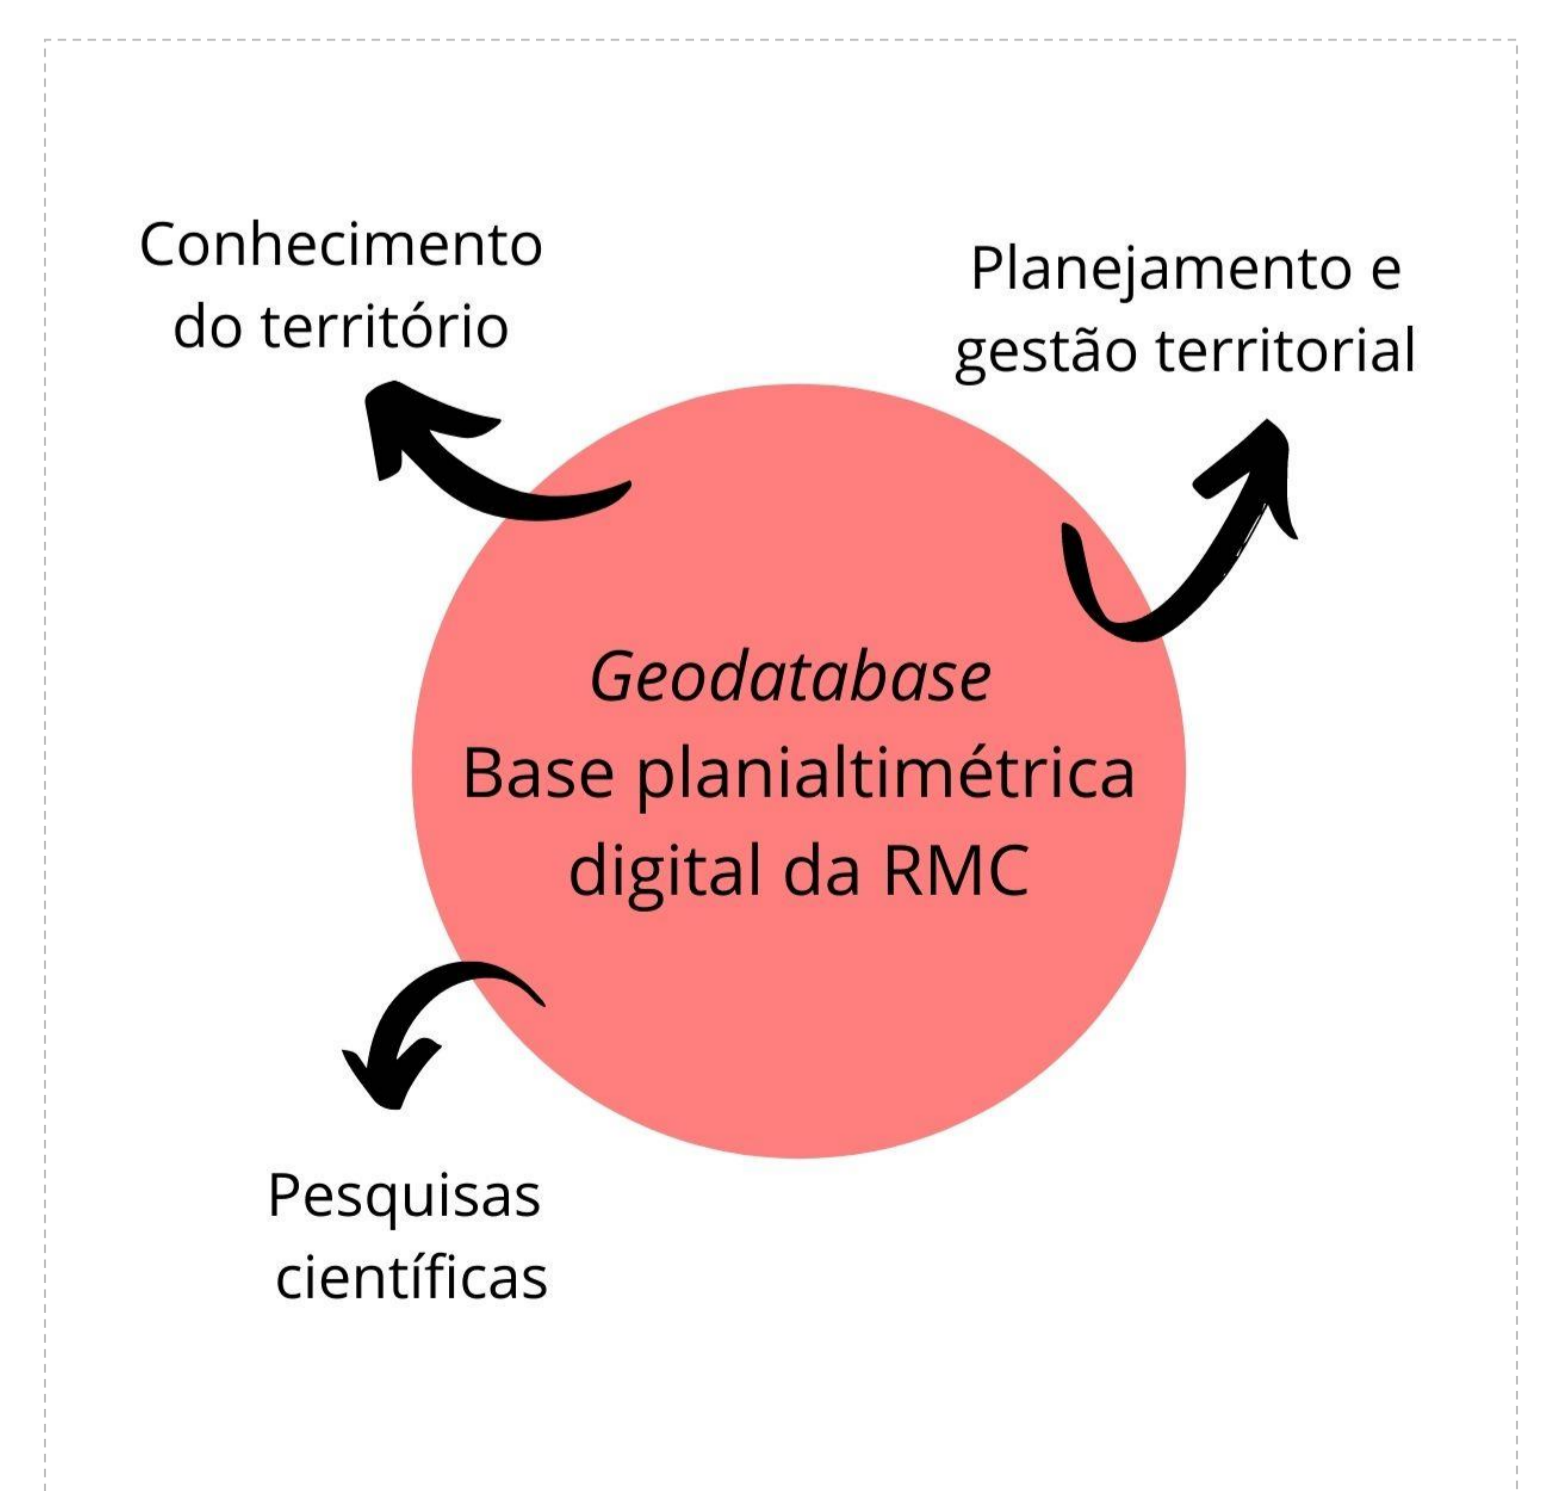 Conhecimento
do território
Planejamento e
gestão territorial
Geodatabase
Base planialtimétrica
digital da RMC
Pesquisas
científicas